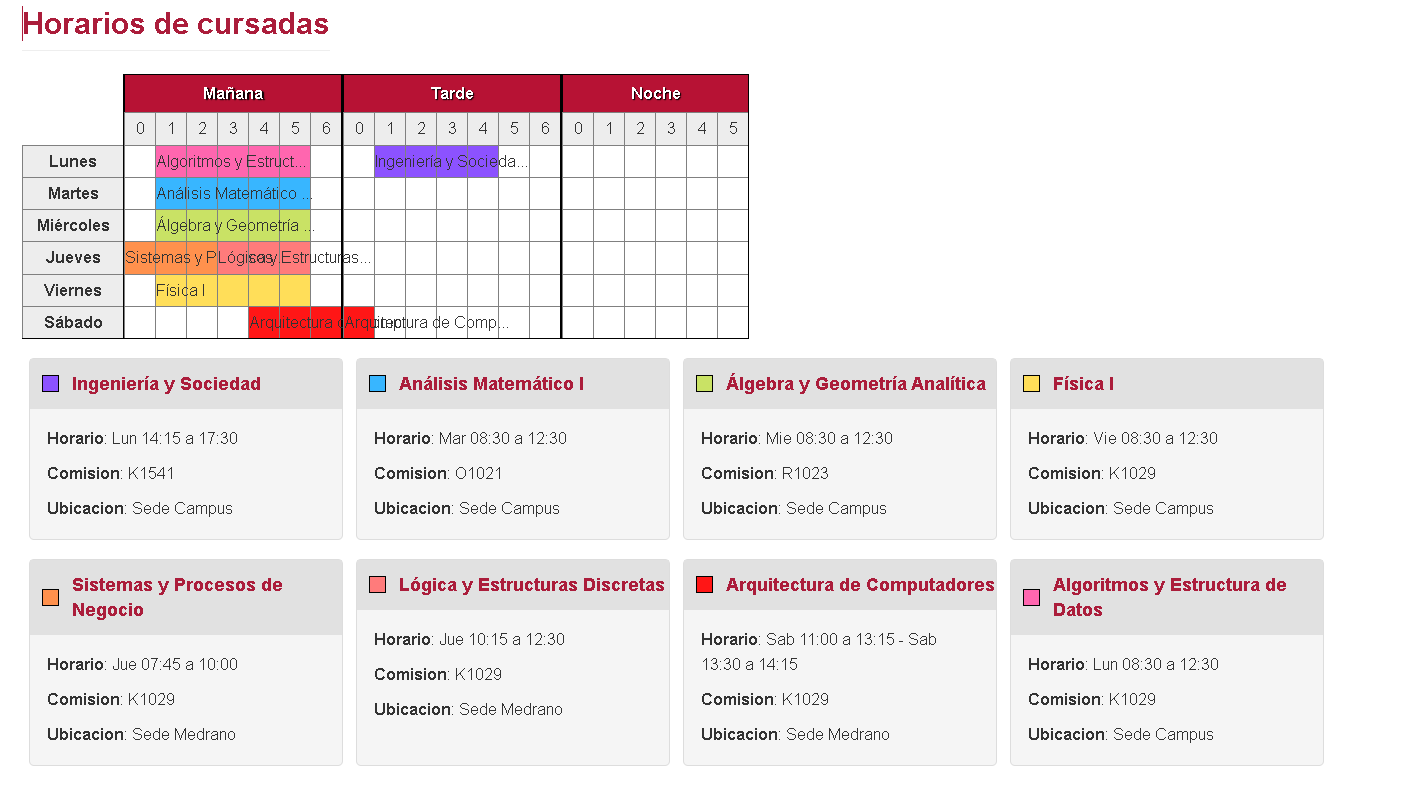 Horarios de cursadas
Mañana Tarde Noche
0 1 2 3 4 5 6 0 1 2 3 4 5 6 0 1 2 3 4 5
Lunes Algoritmos y Estruct... Ingeniería y Socieda...
Martes Análisis Matemático ...
Miércoles Álgebra y Geometría ...
Jueves Sistemas y P Lógica y Estructuras...
Viernes Física I
Sábado Arquitectura Arquitectura de Comp...
Ingeniería y Sociedad
Horario: Lun 14:15 a 17:30
Comision: K1541
Ubicacion: Sede Campus
Análisis Matemático I
Horario: Mar 08:30 a 12:30
Comision: O1021
Ubicacion: Sede Campus
Álgebra y Geometría Analítica
Horario: Mie 08:30 a 12:30
Comision: R1023
Ubicacion: Sede Campus
Física I
Horario: Vie 08:30 a 12:30
Comision: K1029
Ubicacion: Sede Campus
Sistemas y Procesos de
Negocio
Horario: Jue 07:45 a 10:00
Comision: K1029
Ubicacion: Sede Medrano
Lógica y Estructuras Discretas
Horario: Jue 10:15 a 12:30
Comision: K1029
Ubicacion: Sede Medrano
Arquitectura de Computadores
Horario: Sab 11:00 a 13:15 - Sab
13:30 a 14:15
Comision: K1029
Ubicacion: Sede Medrano
Algoritmos y Estructura de
Datos
Horario: Lun 08:30 a 12:30
Comision: K1029
Ubicacion: Sede Campus